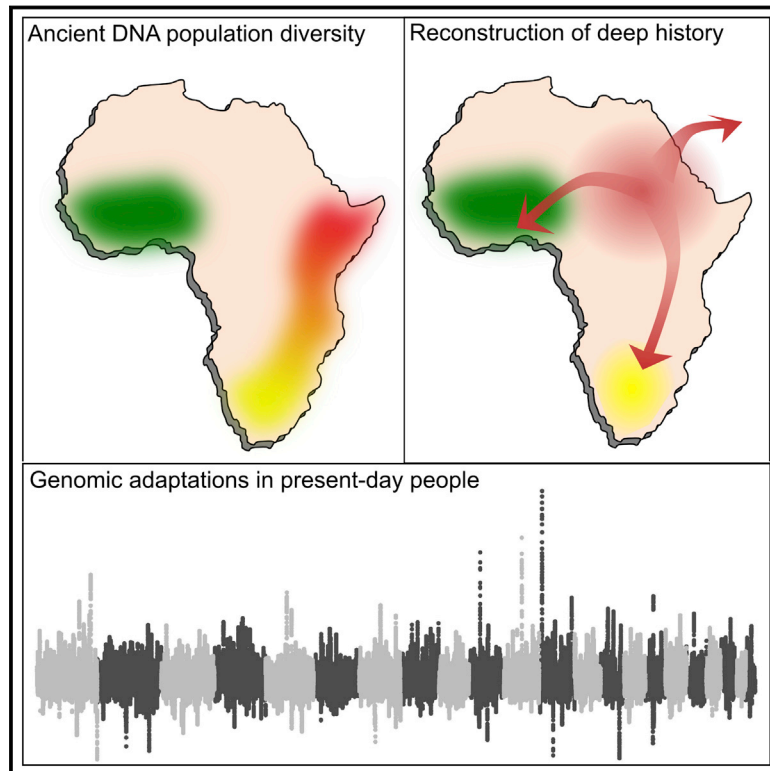 Ancient DNA population diversity
Reconstruction of deep history
Genomic adaptations in present-day people